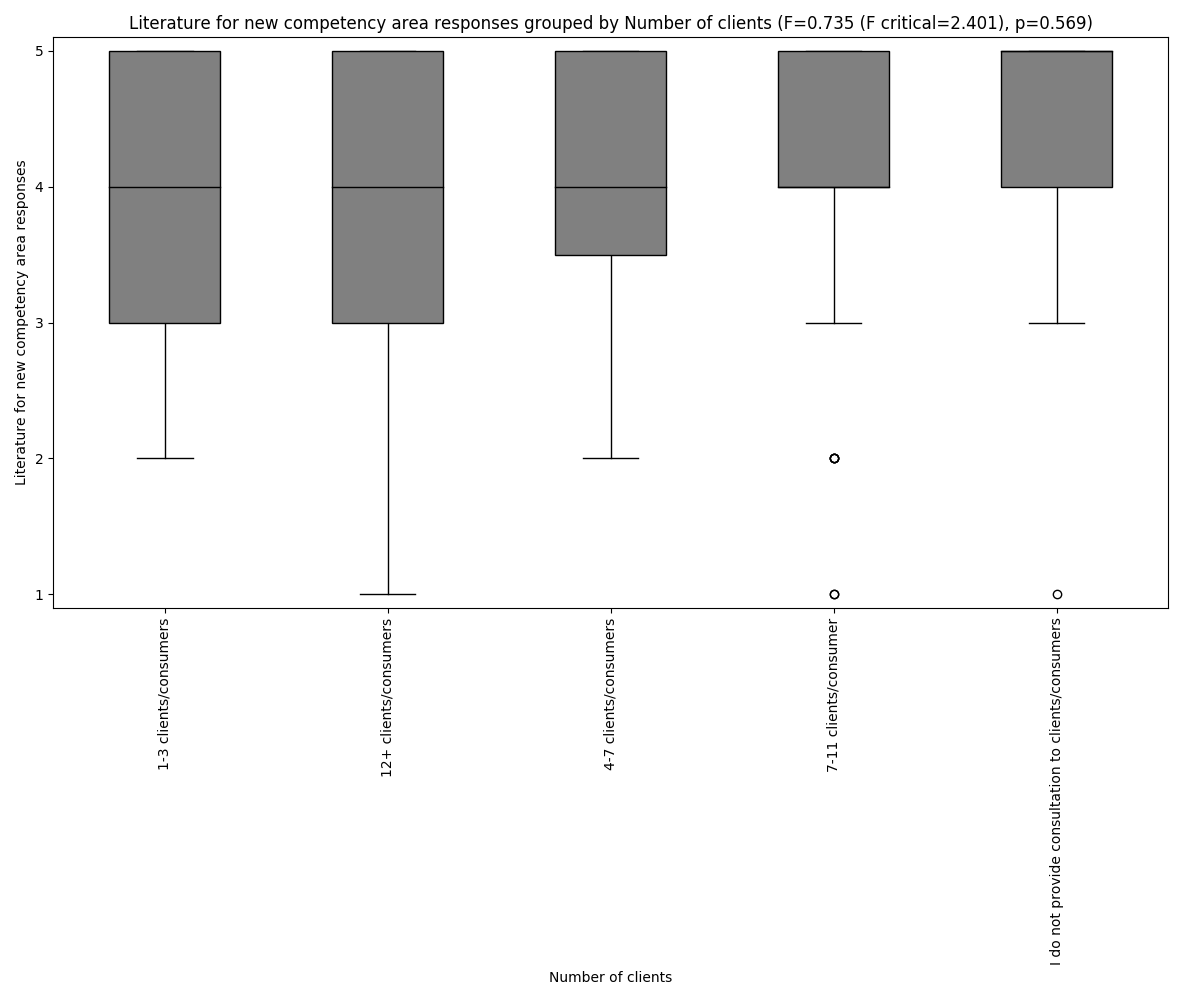 Literature for new competency area responses grouped by Number of clients (F=0.735 (F critical=2.401), p=0.569)
Literature for new competency area responses
5
4
3
2
1
1-3 clients/consumers
12+ clients/consumers
4-7 clients/consumers
7-11 clients/consumer
I do not provide consultation to clients/consumers
Number of clients